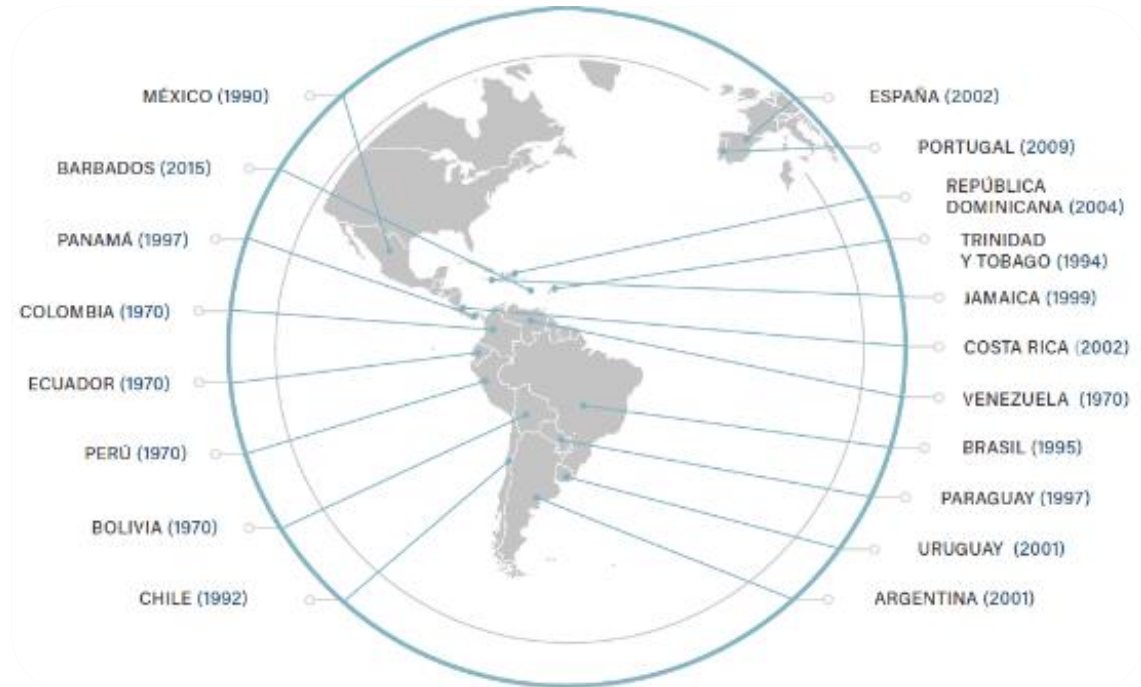 MÉXICO (1990)
BARBADOS (2015)
PANAMÁ (1997)
COLOMBIA (1970)
ECUADOR (1970)
PERÚ (1970)
BOLIVIA (1970)
CHILE (1992)
ESPAÑA (2002)
PORTUGAL (2009)
REPÚBLICA
DOMINICANA (2004)
TRINIDAD
Y TOBAGO (1994)
JAMAICA (1999)
COSTA RICA (2002)
VENEZUELA (1970)
BRASIL (1995)
PARAGUAY (1997)
URUGUAY (2001)
ARGENTINA (2001)